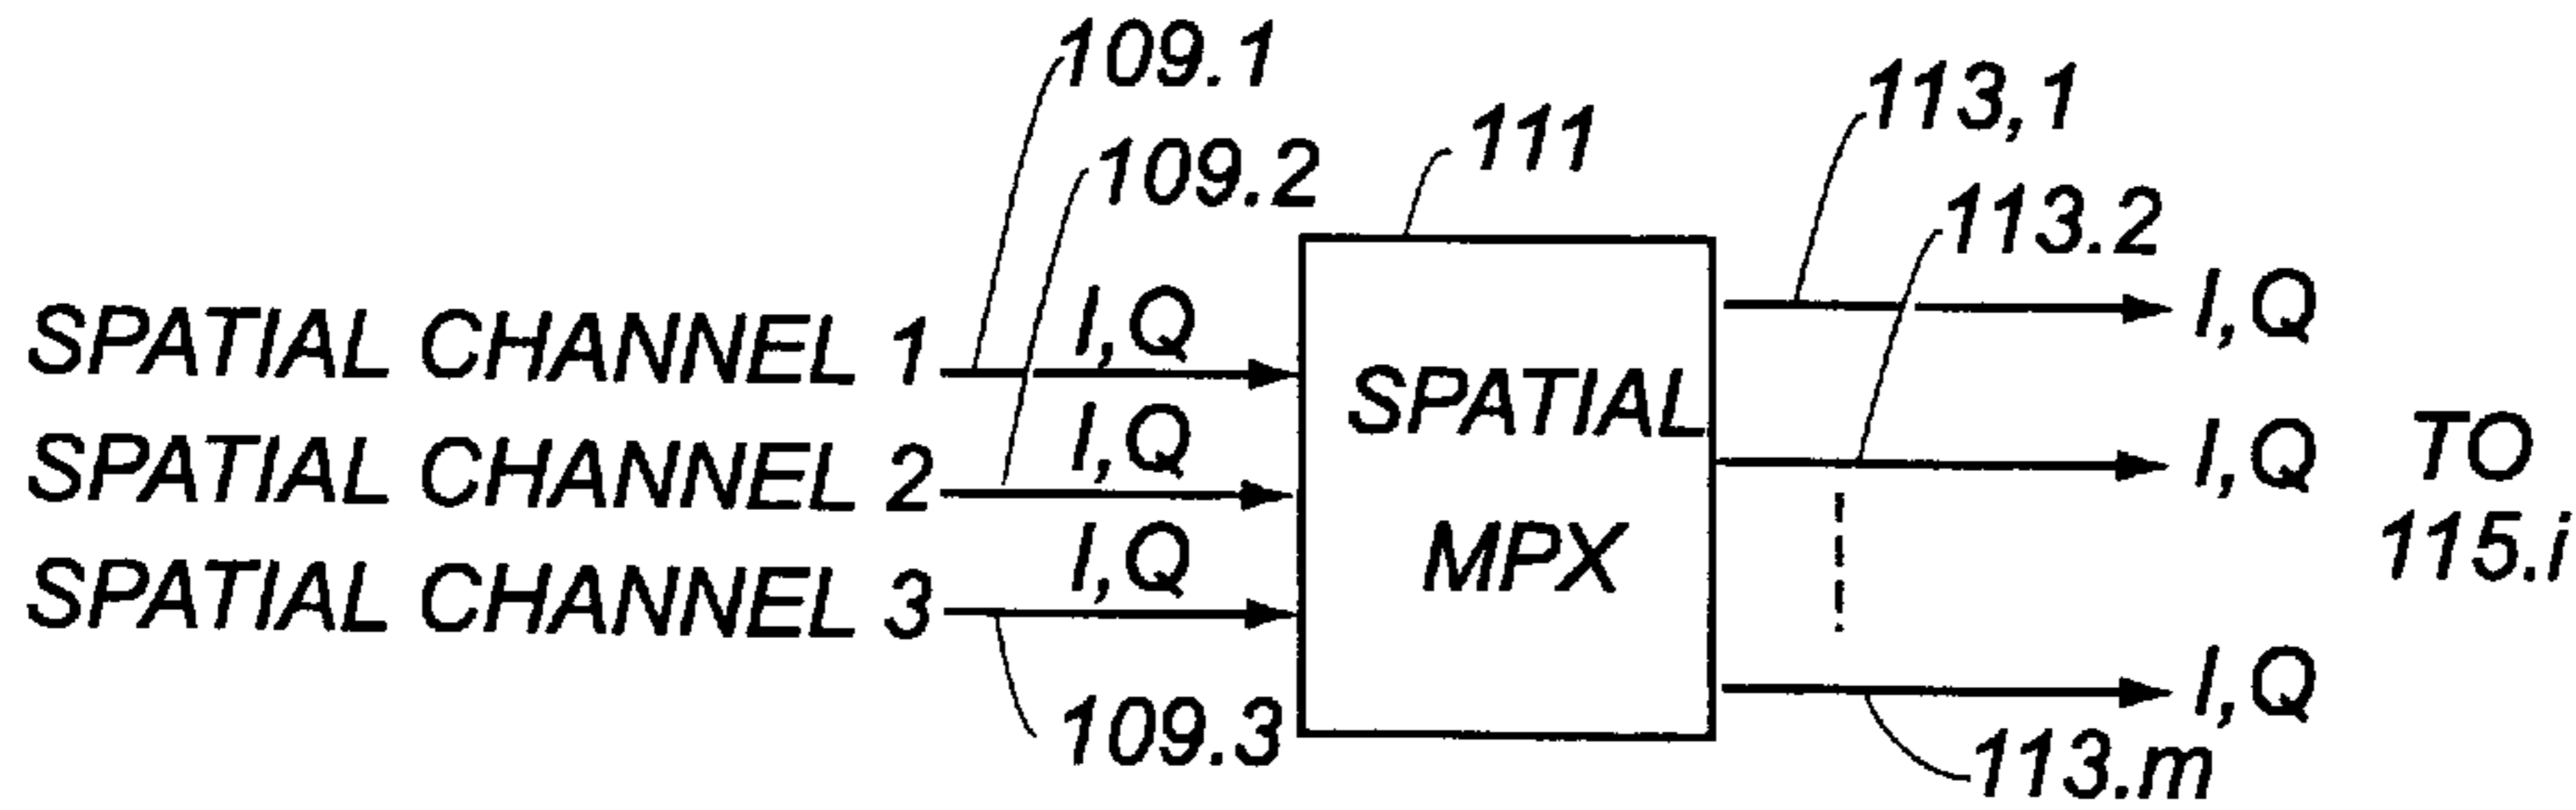 109.1
109.2
111
113,1
113.2
SPATIAL CHANNEL 1
I,Q
SPATIAL CHANNEL 2
I,Q
SPATIAL CHANNEL 3
I,Q
109.3
SPATIAL
MPX
I,Q
I,Q
I,Q
113.m
TO
115.i